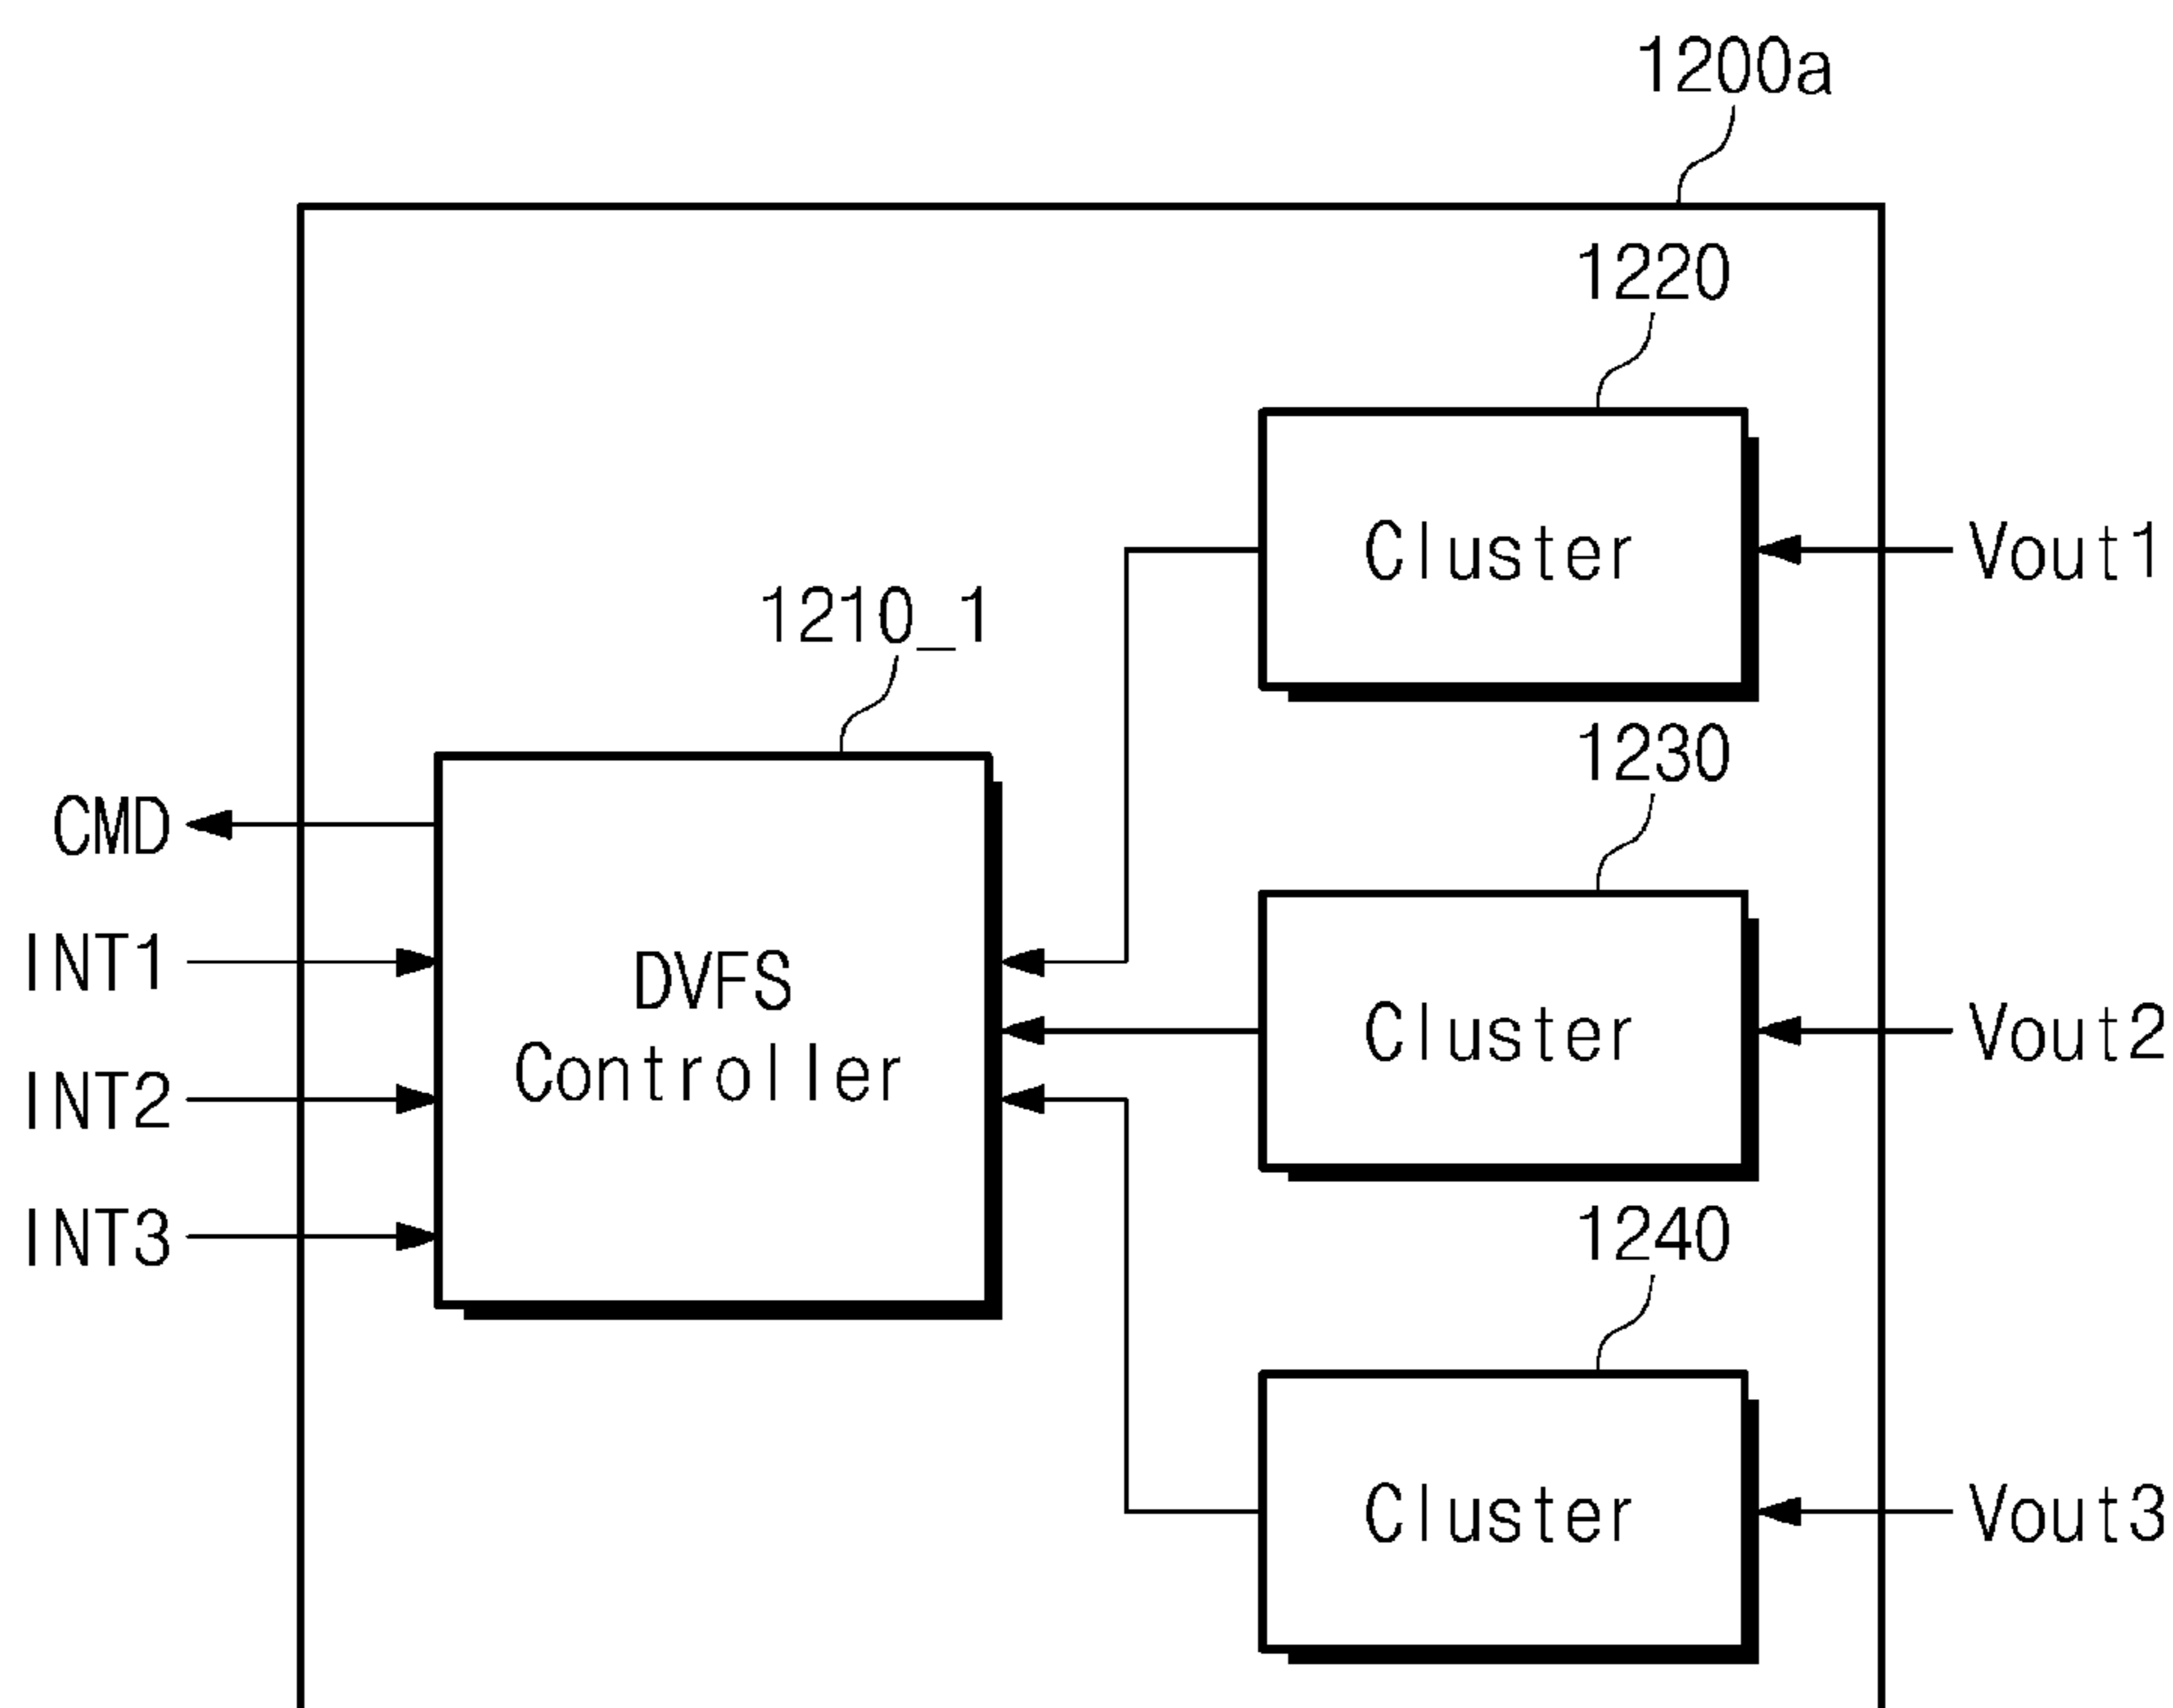 1200a
1220
Cluster
Vout1
1210_1
1230
CMD
INT1
DVFS
Controller
Cluster
Vout2
INT2
INT3
1240
Cluster
Vout3